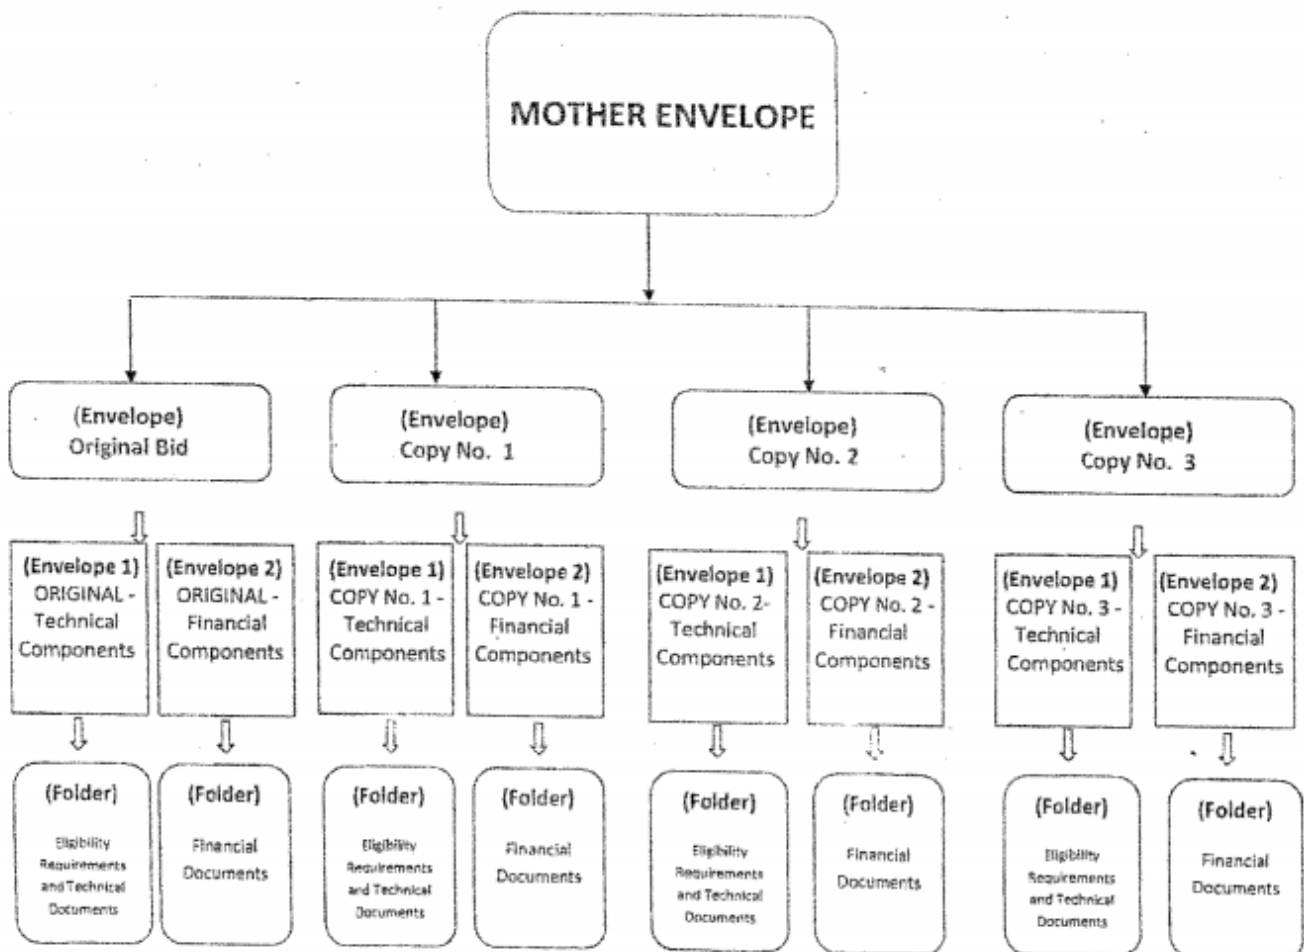 MOTHER ENVELOPE
(Envelope)
Original Bid
(Envelope)
Copy No. 1
(Envelope)
Copy No. 2
(Envelope)
Copy No. 3
(Envelope 1)
ORIGINAL -
Technical
Components
(Envelope 2)
ORIGINAL -
Financial
Components
(Envelope 1)
COPY No. 1 -
Technical
Components
(Envelope 2)
COPY No. 1 -
Financial
Components
(Envelope 1)
COPY No. 2-
Technical
Components
(Envelope 2)
COPY No. 2 -
Financial
Components
(Envelope 1)
COPY No. 3 -
Technical
Components
(Envelope 2)
COPY No. 3 -
Financial
Components
(Folder)
Eligibility
Requirements
and Technical
Documents
(Folder)
Financial
Documents
(Folder)
Eligibility
Requirements
and Technical
Documents
(Folder)
Financial
Documents
(Folder)
Eligibility
Requirements
and Technical
Documents
(Folder)
Financial
Documents
(Folder)
Eligibility
Requirements
and Technical
Documents
(Folder)
Financial
Documents